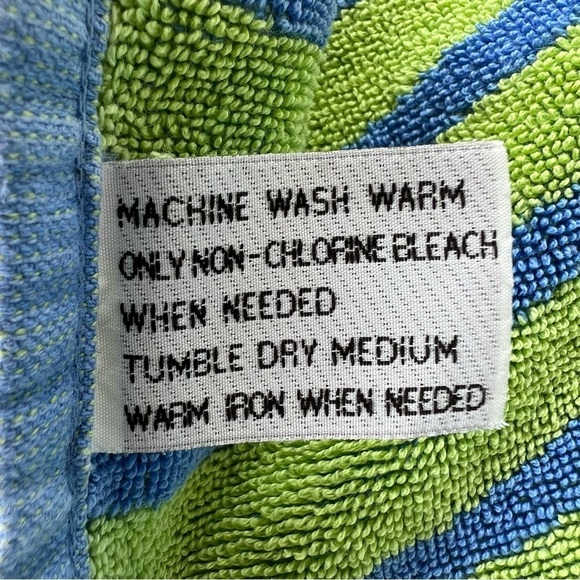 MACHINE WASH WARM
ONLY NON-CHLORINE BLEACH
WHEN NEEDED
TUMBLE DRY MEDIUM
WARM IRON WHEN NEEDED